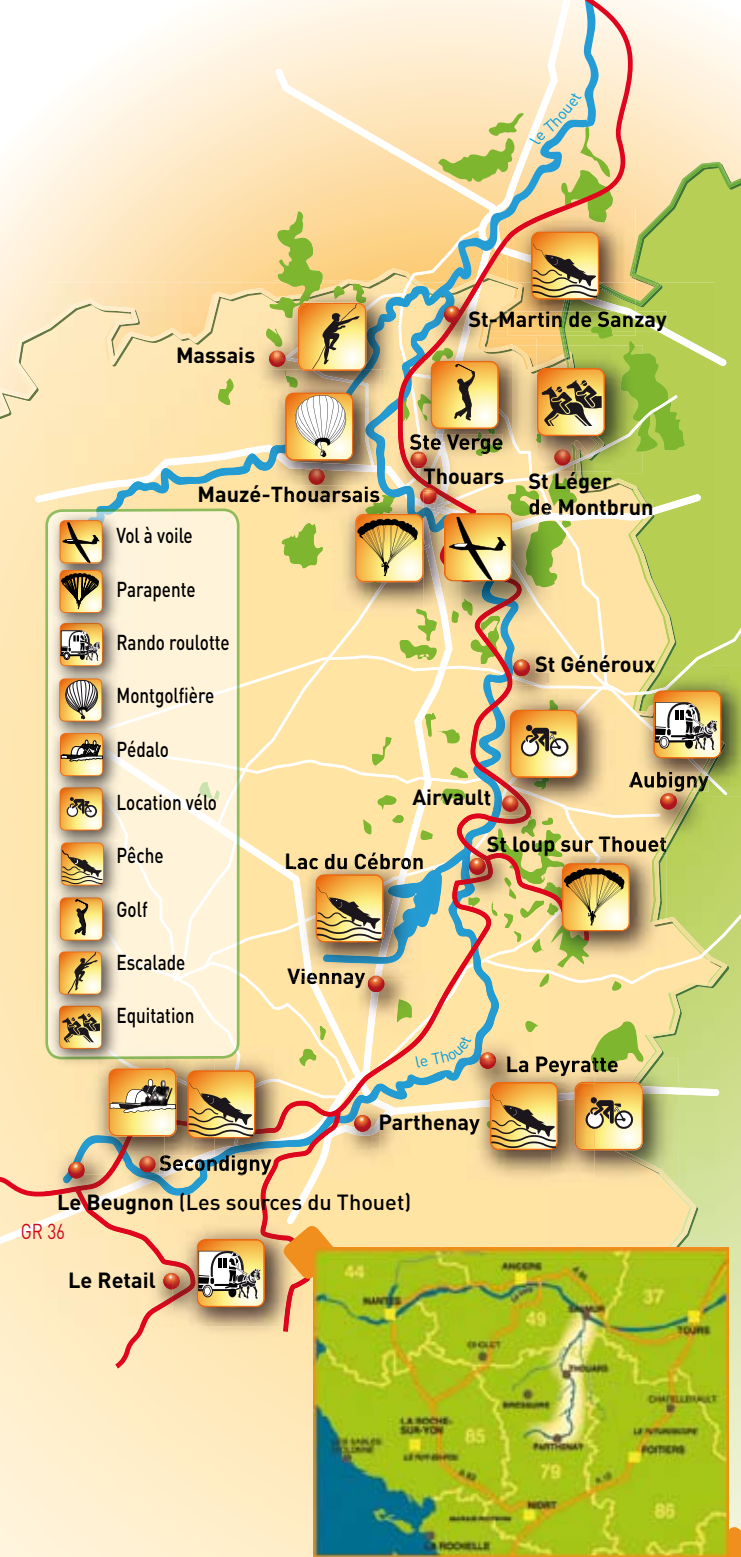 le Thouet
St-Martin de Sanzay
Massais
Ste Verge
Thouars
St Léger
de Montbrun
Mauzé-Thouarsais
Vol à voile
Parapente
Rando roulotte
Montgolfière
Pédalo
Location vélo
Pêche
Golf
Escalade
Equitation
St Généroux
Aubigny
Airvault
St loup sur Thouet
Lac du Cébron
Viennay
le Thouet
La Peyratte
Parthenay
Secondigny
Le Beugnon (Les sources du Thouet)
GR 36
Le Retail
44
ANGERS
37
NANTES
49
SAUMUR
TOURS
CHOLET
THOUARS
BRESSUIRE
CHATELLERAULT
LA ROCHE-
SUR-YON
85
LE FUTUROSCOPE
POITIERS
PARTHENAY
79
A 83
A 10
NIORT
86
LA ROCHELLE